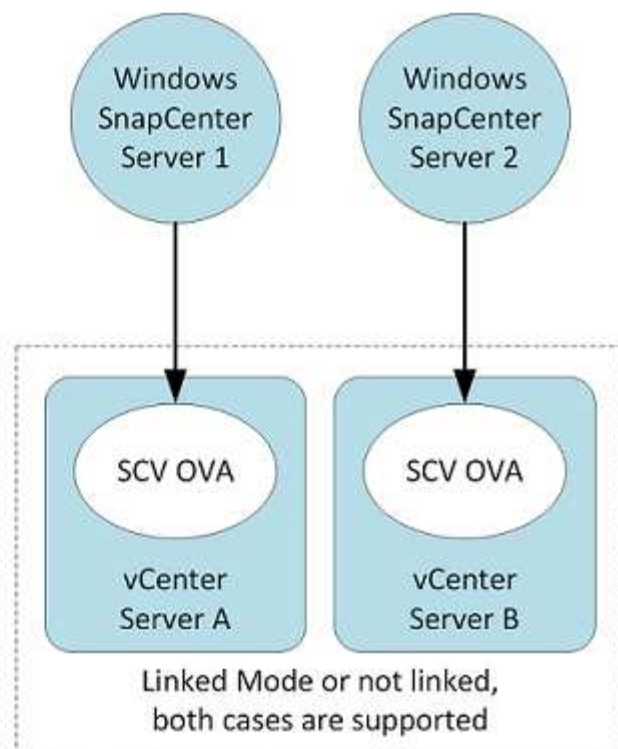 Windows
SnapCenter
Server 1
Windows
SnapCenter
Server 2
SCV OVA
vCenter
Server A
SCV OVA
vCenter
Server B
Linked Mode or not linked,
both cases are supported